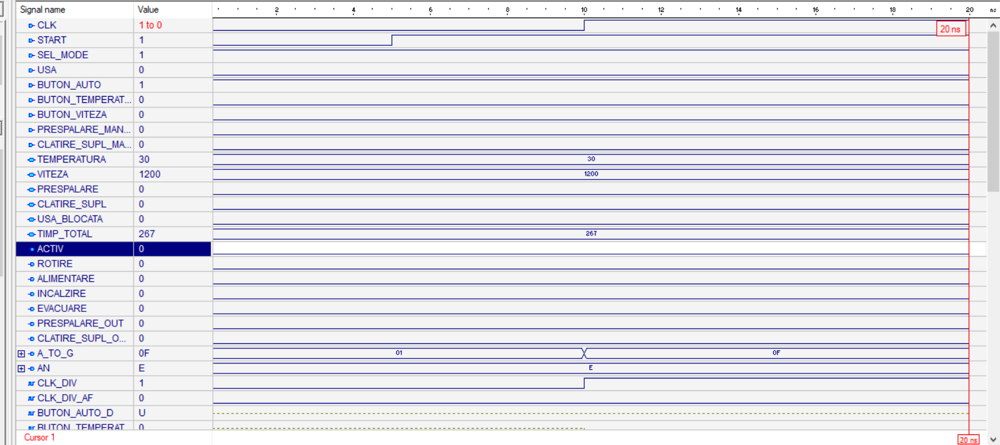 Signal name Value 2 4 6 8 10 12 14 16 18 20 ns
CLK 1 to 0 20 ns
START 1
SEL_MODE 1
USA 0
BUTON_AUTO 1
BUTON_TEMPERAT... 0
BUTON_VITEZA 0
PRESPALARE_MAN... 0
CLATIRE_SUPL_MA... 0
TEMPERATURA 30 30
VITEZA 1200 1200
PRESPALARE 0
CLATIRE_SUPL 0
USA_BLOCATA 0
TIMP_TOTAL 267 267
ACTIV 0
ROTIRE 0
ALIMENTARE 0
INCALZIRE 0
EVACUARE 0
PRESPALARE_OUT 0
CLATIRE_SUPL_O... 0
A_TO_G 0F 01 0F
AN E E
CLK_DIV 1
CLK_DIV_AF 0
BUTON_AUTO_D U
BUTON_TEMPERAT 0
Cursor 1 20 ns